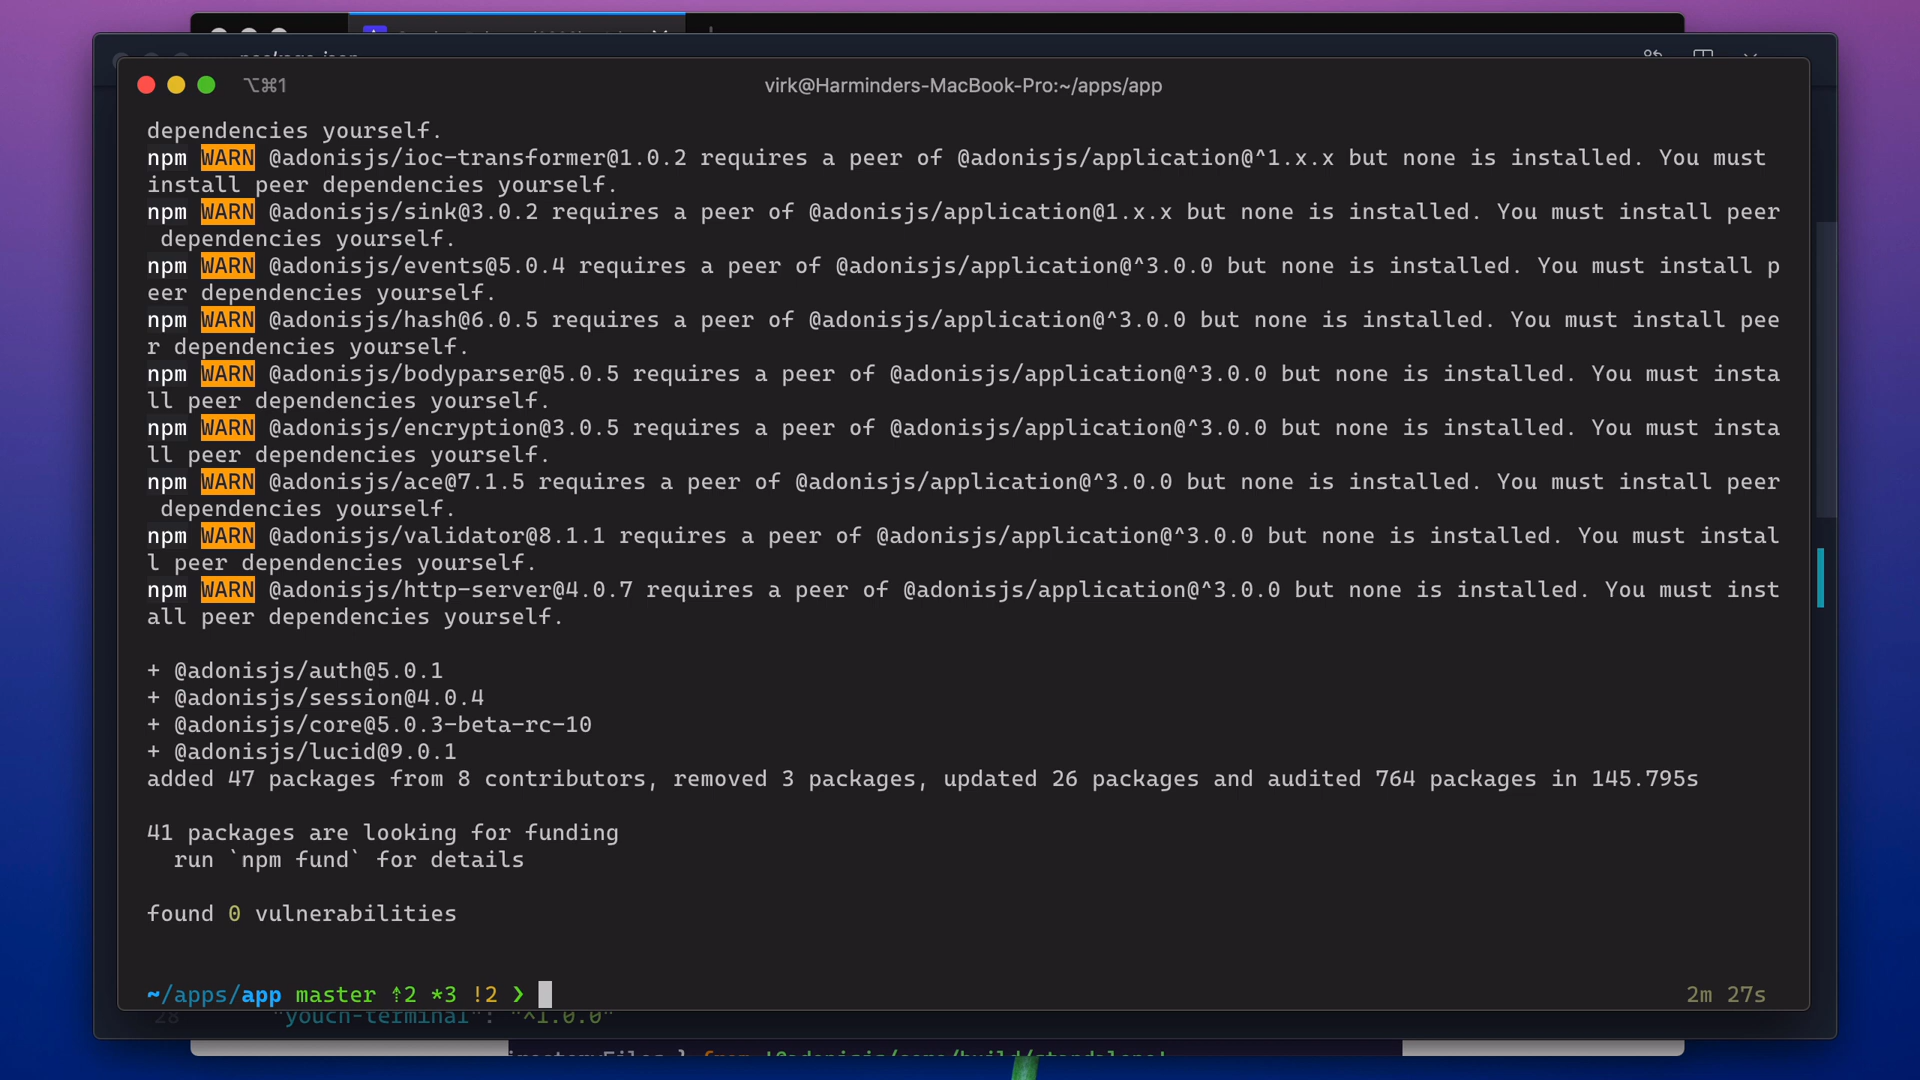 ⌥⌘1
virk@Harminders-MacBook-Pro:~/apps/app
dependencies yourself.
npm WARN @adonisjs/ioc-transformer@1.0.2 requires a peer of @adonisjs/application@^1.x.x but none is installed. You must
install peer dependencies yourself.
npm WARN @adonisjs/sink@3.0.2 requires a peer of @adonisjs/application@1.x.x but none is installed. You must install peer
dependencies yourself.
npm WARN @adonisjs/events@5.0.4 requires a peer of @adonisjs/application@^3.0.0 but none is installed. You must install p
eer dependencies yourself.
npm WARN @adonisjs/hash@6.0.5 requires a peer of @adonisjs/application@^3.0.0 but none is installed. You must install pee
r dependencies yourself.
npm WARN @adonisjs/bodyparser@5.0.5 requires a peer of @adonisjs/application@^3.0.0 but none is installed. You must insta
ll peer dependencies yourself.
npm WARN @adonisjs/encryption@3.0.5 requires a peer of @adonisjs/application@^3.0.0 but none is installed. You must insta
ll peer dependencies yourself.
npm WARN @adonisjs/ace@7.1.5 requires a peer of @adonisjs/application@^3.0.0 but none is installed. You must install peer
dependencies yourself.
npm WARN @adonisjs/validator@8.1.1 requires a peer of @adonisjs/application@^3.0.0 but none is installed. You must instal
l peer dependencies yourself.
npm WARN @adonisjs/http-server@4.0.7 requires a peer of @adonisjs/application@^3.0.0 but none is installed. You must inst
all peer dependencies yourself.
+ @adonisjs/auth@5.0.1
+ @adonisjs/session@4.0.4
+ @adonisjs/core@5.0.3-beta-rc-10
+ @adonisjs/lucid@9.0.1
added 47 packages from 8 contributors, removed 3 packages, updated 26 packages and audited 764 packages in 145.795s
41 packages are looking for funding
run `npm fund` for details
found 0 vulnerabilities
~/apps/app master ⇡2 *3 !2 ❯ 2m 27s
28 "youch-terminal": "^1.0.0"